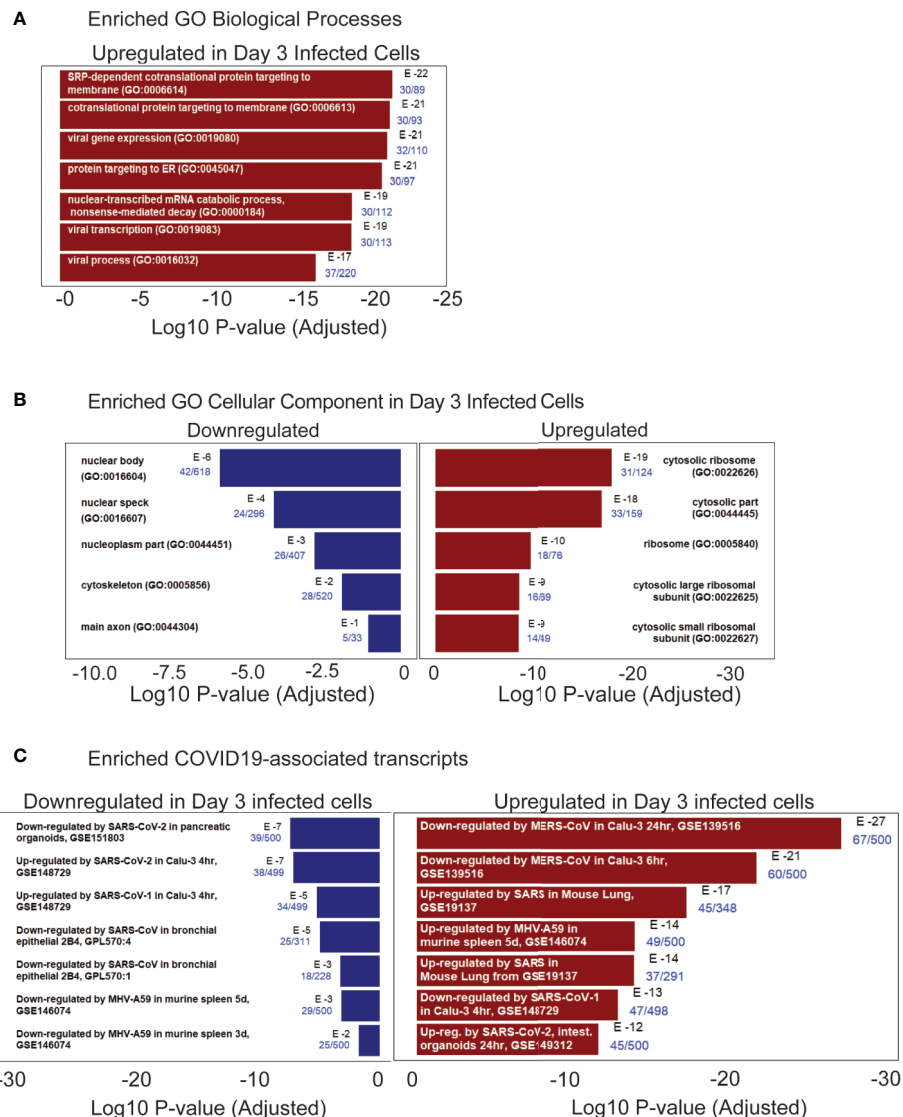 A
Enriched GO Biological Processes
Upregulated in Day 3 Infected Cells
SRP-dependent cotranslational protein targeting to
membrane (GO:0006614)
E -22
30/89
cotranslational protein targeting to membrane (GO:0006613)
E -21
30/93
viral gene expression (GO:0019080)
E -21
32/110
protein targeting to ER (GO:0045047)
E -21
30/97
nuclear-transcribed mRNA catabolic process,
nonsense-mediated decay (GO:0000184)
E -19
30/112
viral transcription (GO:0019083)
E -19
30/113
viral process (GO:0016032)
E -17
37/220
-0 -5 -10 -15 -20 -25
Log10 P-value (Adjusted)
B
Enriched GO Cellular Component in Day 3 Infected Cells
Downregulated
nuclear body
(GO:0016604)
E -6
42/618
nuclear speck
(GO:0016607)
E -4
24/296
nucleoplasm part (GO:0044451)
E -3
26/407
cytoskeleton (GO:0005856)
E -2
28/520
main axon (GO:0044304)
E -1
5/33
-10.0 -7.5 -5.0 -2.5 0
Log10 P-value (Adjusted)
Upregulated
E -19
31/124
cytosolic ribosome
(GO:0022626)
E -18
33/159
cytosolic part
(GO:0044445)
E -10
18/76
ribosome (GO:0005840)
E -9
16/69
cytosolic large ribosomal
subunit (GO:0022625)
E -9
14/49
cytosolic small ribosomal
subunit (GO:0022627)
0 -10 -20 -30
Log10 P-value (Adjusted)
C
Enriched COVID19-associated transcripts
Downregulated in Day 3 infected cells
Down-regulated by SARS-CoV-2 in pancreatic
organoids, GSE151803
E -7
39/500
Up-regulated by SARS-CoV-2 in Calu-3 4hr,
GSE148729
E -7
38/499
Up-regulated by SARS-CoV-1 in Calu-3 4hr,
GSE148729
E -5
34/499
Down-regulated by SARS-CoV in bronchial
epithelial 2B4, GPL570:4
E -5
25/311
Down-regulated by SARS-CoV in bronchial
epithelial 2B4, GPL570:1
E -3
18/228
Down-regulated by MHV-A59 in murine spleen 5d,
GSE146074
E -3
29/500
Down-regulated by MHV-A59 in murine spleen 3d,
GSE146074
E -2
25/500
-30 -20 -10 0
Log10 P-value (Adjusted)
Upregulated in Day 3 infected cells
Down-regulated by MERS-CoV in Calu-3 24hr, GSE139516
E -27
67/500
Down-regulated by MERS-CoV in Calu-3 6hr,
GSE139516
E -21
60/500
Up-regulated by SARS in Mouse Lung,
GSE19137
E -17
45/348
Up-regulated by MHV-A59 in
murine spleen 5d, GSE146074
E -14
49/500
Up-regulated by SARS in
Mouse Lung from GSE19137
E -14
37/291
Down-regulated by SARS-CoV-1
in Calu-3 4hr, GSE148729
E -13
47/498
Up-reg. by SARS-CoV-2, intest.
organoids 24hr, GSE149312
E -12
45/500
0 -10 -20 -30
Log10 P-value (Adjusted)